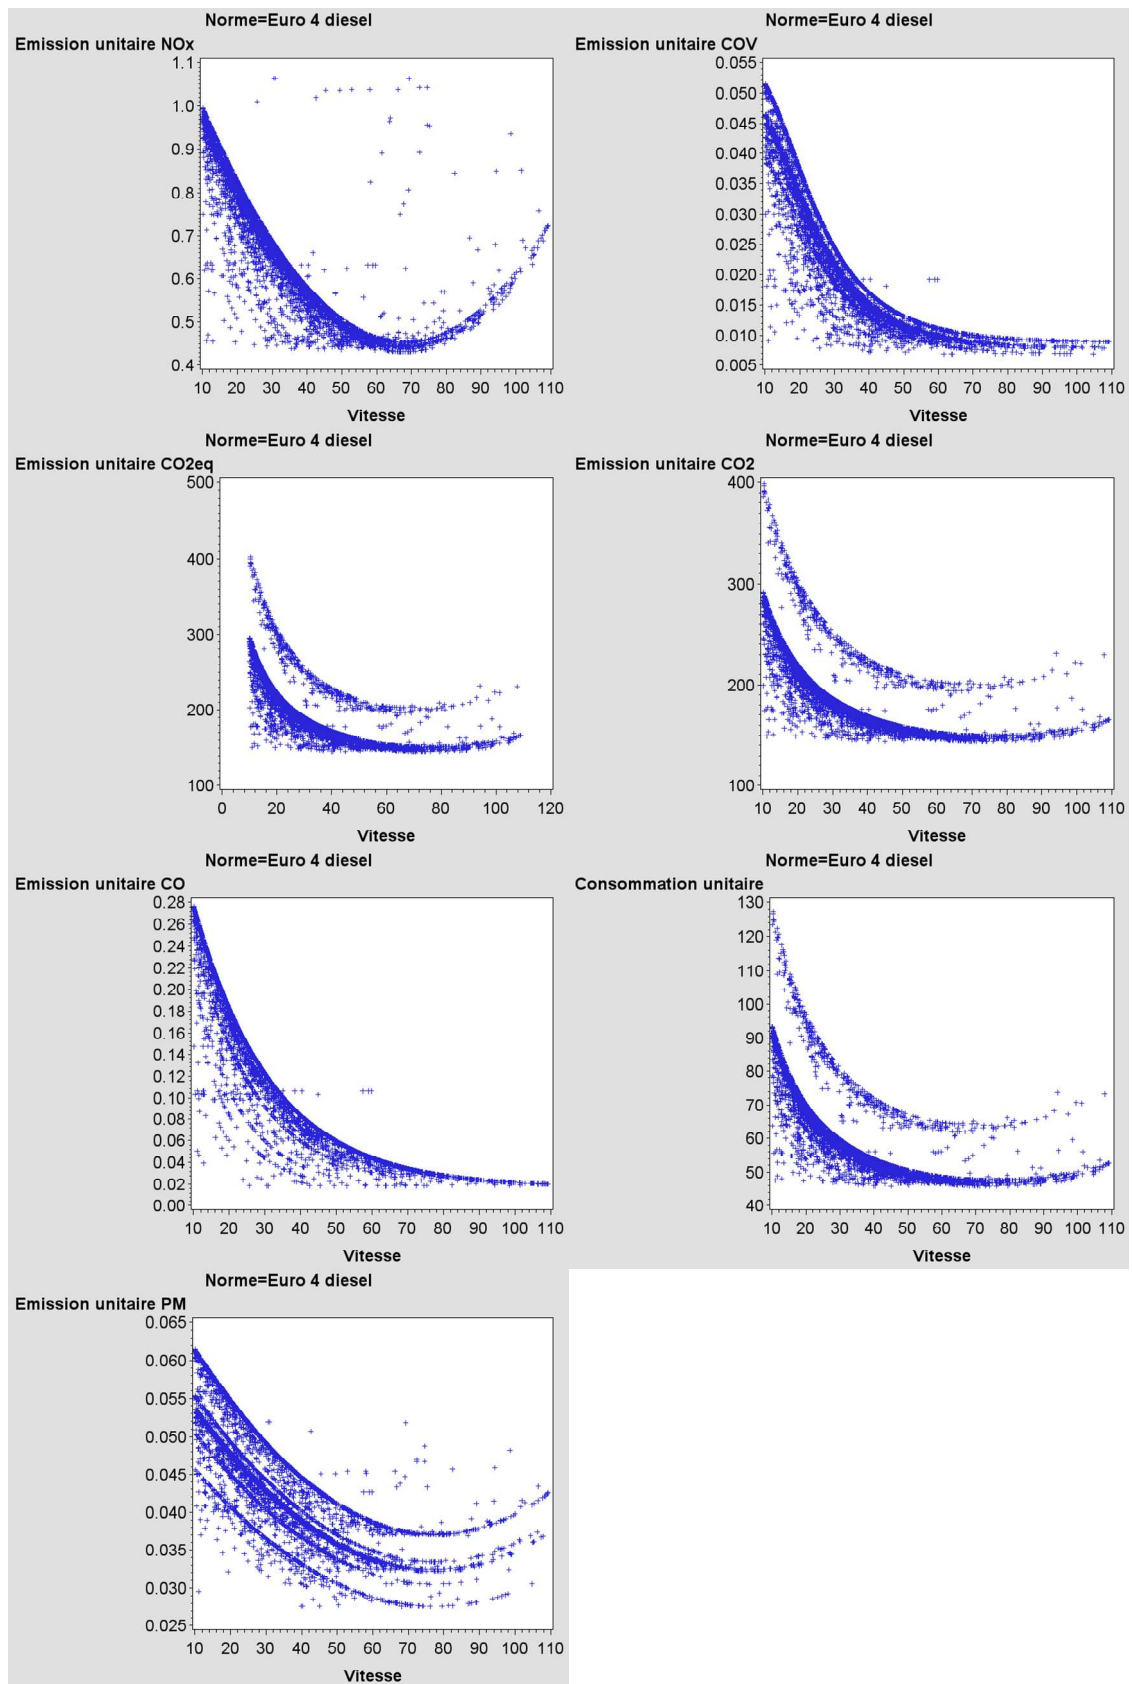 Norme=Euro 4 diesel
Emission unitaire NOx
1.1
1.0
0.9
0.8
0.7
0.6
0.5
0.4
10 20 30 40 50 60 70 80 90 100 110
Vitesse
Norme=Euro 4 diesel
Emission unitaire COV
0.055
0.050
0.045
0.040
0.035
0.030
0.025
0.020
0.015
0.010
0.005
10 20 30 40 50 60 70 80 90 100 110
Vitesse
Norme=Euro 4 diesel
Emission unitaire CO2eq
500
400
300
200
100
0 20 40 60 80 100 120
Vitesse
Norme=Euro 4 diesel
Emission unitaire CO2
400
300
200
100
10 20 30 40 50 60 70 80 90 100 110
Vitesse
Norme=Euro 4 diesel
Emission unitaire CO
0.28
0.26
0.24
0.22
0.20
0.18
0.16
0.14
0.12
0.10
0.08
0.06
0.04
0.02
0.00
10 20 30 40 50 60 70 80 90 100 110
Vitesse
Norme=Euro 4 diesel
Consommation unitaire
130
120
110
100
90
80
70
60
50
40
10 20 30 40 50 60 70 80 90 100 110
Vitesse
Norme=Euro 4 diesel
Emission unitaire PM
0.065
0.060
0.055
0.050
0.045
0.040
0.035
0.030
0.025
10 20 30 40 50 60 70 80 90 100 110
Vitesse